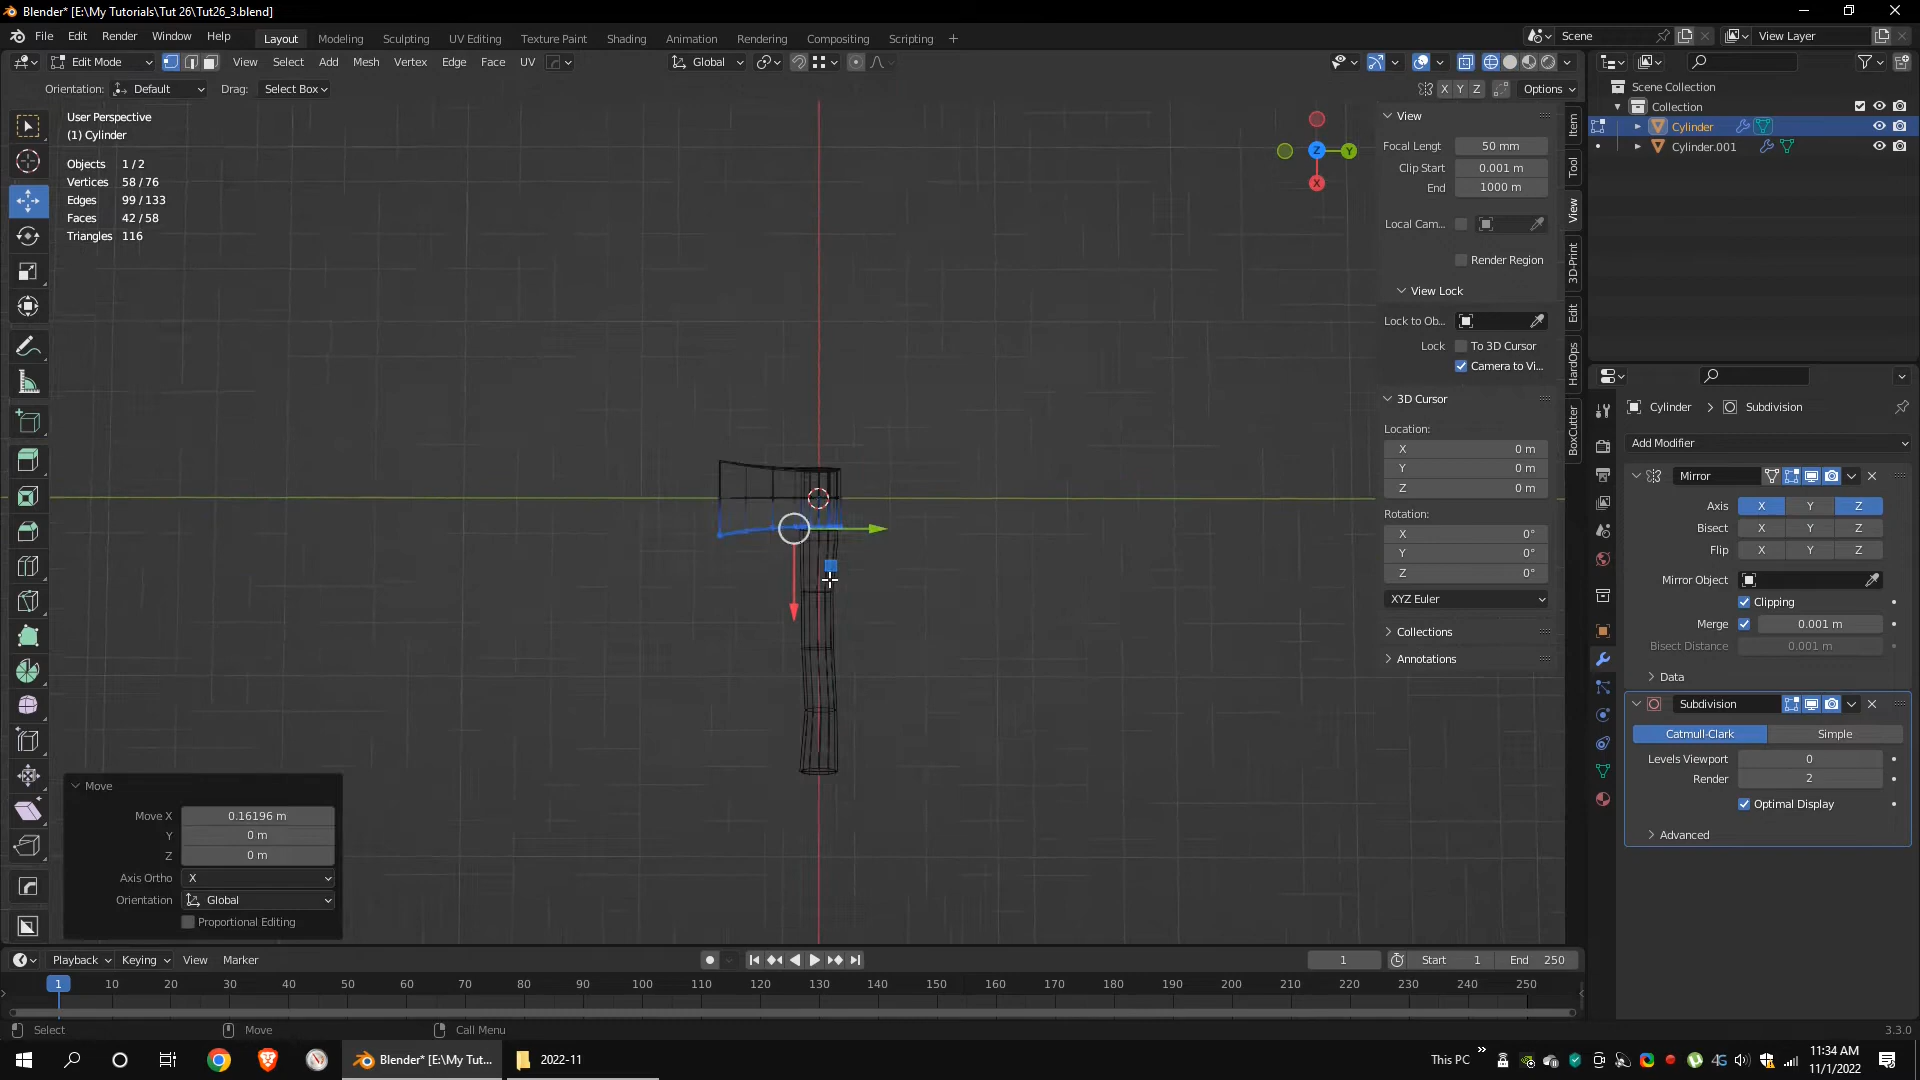 Blender* [E:\My Tutorials\Tut 26\Tut26_3.blend]
File Edit Render Window Help Layout Modeling Sculpting UV Editing Texture Paint Shading Animation Rendering Compositing Scripting + Scene View Layer
Edit Mode View Select Add Mesh Vertex Edge Face UV Global
Orientation: Default Drag: Select Box X Y Z Options
User Perspective
(1) Cylinder
Objects 1 / 2
Vertices 58 / 76
Edges 99 / 133
Faces 42 / 58
Triangles 116
Z Y X
View
Focal Lengt 50 mm
Clip Start 0.001 m
End 1000 m
Local Cam...
Render Region
View Lock
Lock to Ob...
Lock To 3D Cursor
Camera to Vi...
3D Cursor
Location:
X 0 m
Y 0 m
Z 0 m
Rotation:
X 0°
Y 0°
Z 0°
XYZ Euler
Collections
Annotations
Item
Tool
View
3D-Print
Edit
HardOps
BoxCutter
Scene Collection
Collection
Cylinder
Cylinder.001
Cylinder > Subdivision
Add Modifier
Mirror
Axis X Y Z
Bisect X Y Z
Flip X Y Z
Mirror Object
Clipping
Merge 0.001 m
Bisect Distance 0.001 m
Data
Subdivision
Catmull-Clark Simple
Levels Viewport 0
Render 2
Optimal Display
Advanced
Move
Move X 0.16196 m
Y 0 m
Z 0 m
Axis Ortho X
Orientation Global
Proportional Editing
Playback Keying View Marker 1 Start 1 End 250
1 10 20 30 40 50 60 70 80 90 100 110 120 130 140 150 160 170 180 190 200 210 220 230 240 250
Select Move Call Menu 3.3.0
Blender* [E:\My Tut... 2022-11 This PC » 4G 11:34 AM
11/1/2022